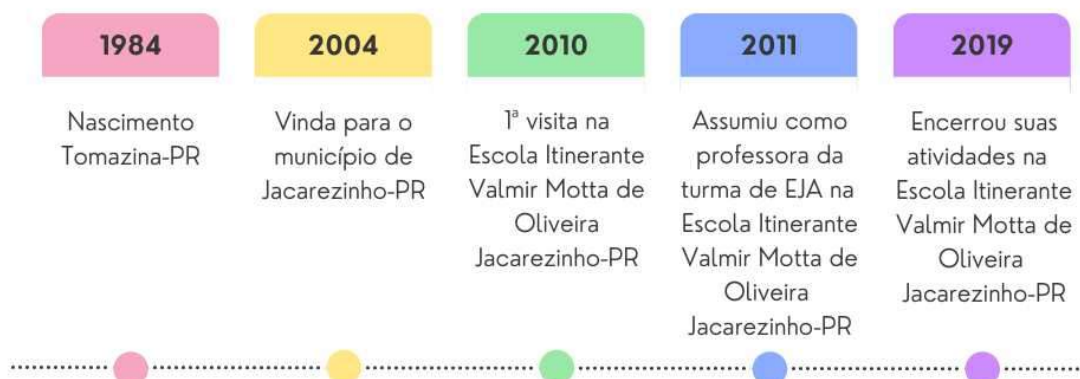 1984
Nascimento
Tomazina-PR
2004
Vinda para o
município de
Jacarezinho-PR
2010
1ª visita na
Escola Itinerante
Valmir Motta de
Oliveira
Jacarezinho-PR
2011
Assumiu como
professora da
turma de EJA na
Escola Itinerante
Valmir Motta de
Oliveira
Jacarezinho-PR
2019
Encerrou suas
atividades na
Escola Itinerante
Valmir Motta de
Oliveira
Jacarezinho-PR